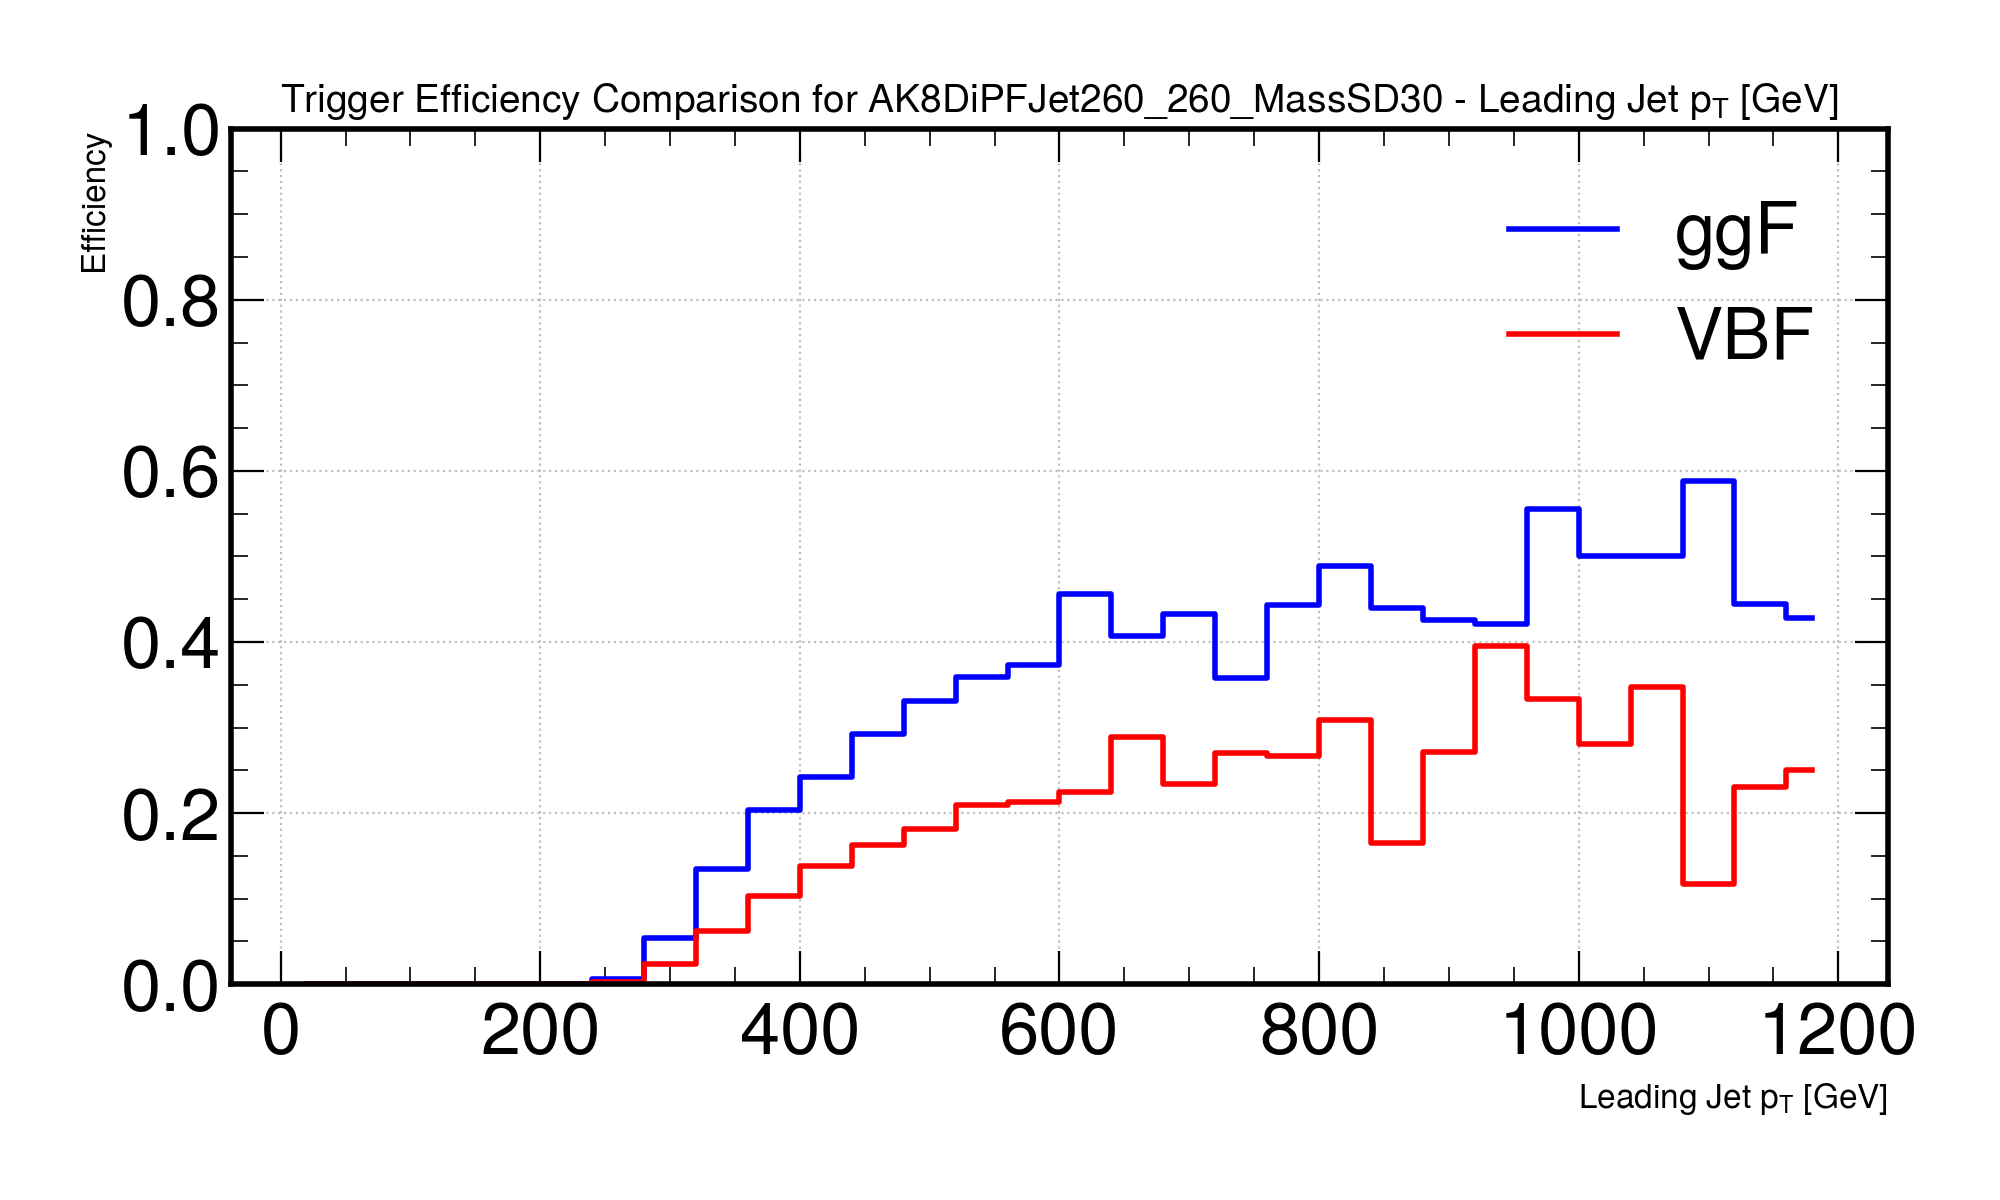 Trigger Efficiency Comparison for AK8DiPFJet260_260_MassSD30 - Leading Jet pT [GeV]
Efficiency
1.0
0.8
0.6
0.4
0.2
0.0
ggF
VBF
0 200 400 600 800 1000 1200
Leading Jet pT [GeV]